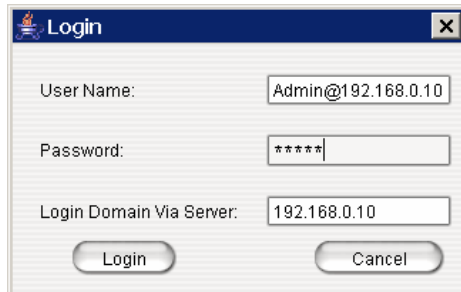 Login
User Name: Admin@192.168.0.10
Password: *****
Login Domain Via Server: 192.168.0.10
Login Cancel